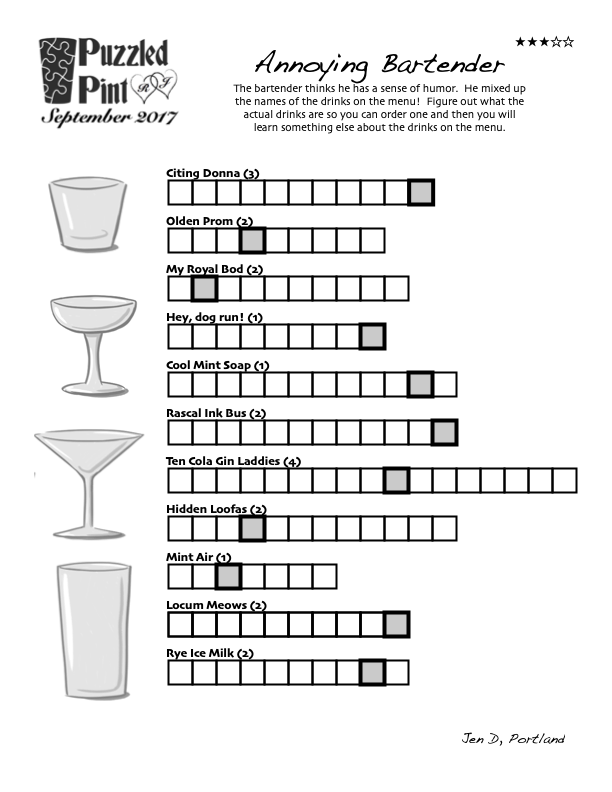 Puzzled
Pint
R J
September 2017
Annoying Bartender
The bartender thinks he has a sense of humor. He mixed up
the names of the drinks on the menu! Figure out what the
actual drinks are so you can order one and then you will
learn something else about the drinks on the menu.
Citing Donna (3)
Olden Prom (2)
My Royal Bod (2)
Hey, dog run! (1)
Cool Mint Soap (1)
Rascal Ink Bus (2)
Ten Cola Gin Laddies (4)
Hidden Loofas (2)
Mint Air (1)
Locum Meows (2)
Rye Ice Milk (2)
Jen D, Portland